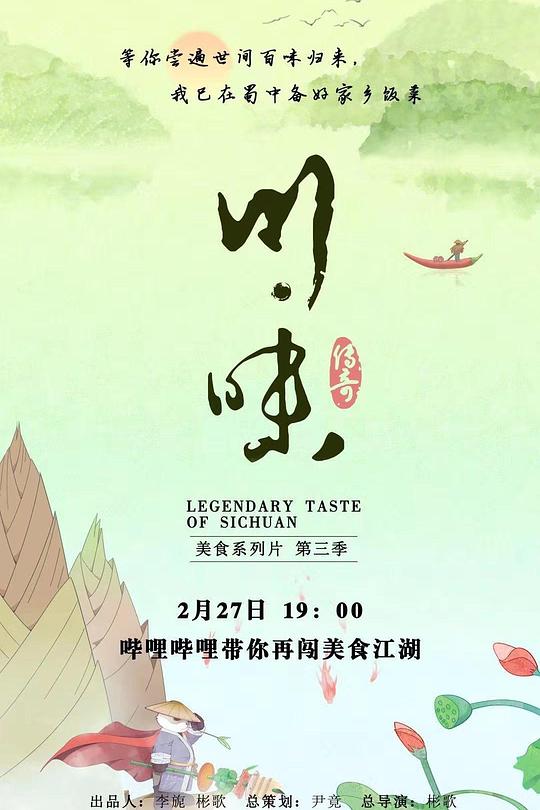 等你尝遍世间百味归来，
我已在蜀中备好家乡饭菜
川·味
传奇
LEGENDARY TASTE
OF SICHUAN
美食系列片 第三季
2月27日 19：00
哔哩哔哩带你再闯美食江湖
出品人：李旎 彬歌 总策划：尹竟 总导演：彬歌